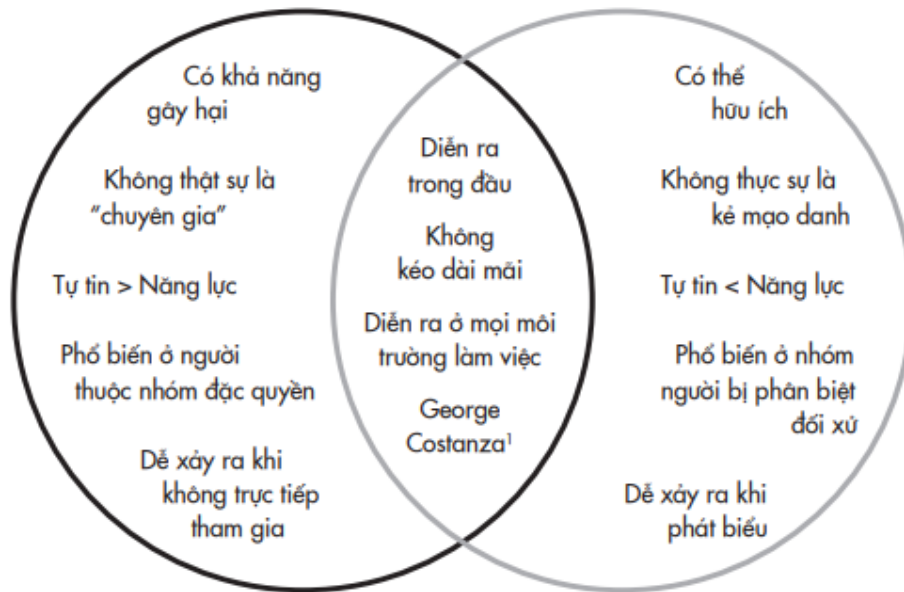 Có khả năng
gây hại
Không thật sự là
“chuyên gia”
Tự tin > Năng lực
Phổ biến ở người
thuộc nhóm đặc quyền
Dễ xảy ra khi
không trực tiếp
tham gia
Diễn ra
trong đầu
Không
kéo dài mãi
Diễn ra ở mọi môi
trường làm việc
George
Costanza¹
Có thể
hữu ích
Không thực sự là
kẻ mạo danh
Tự tin < Năng lực
Phổ biến ở nhóm
người bị phân biệt
đối xử
Dễ xảy ra khi
phát biểu